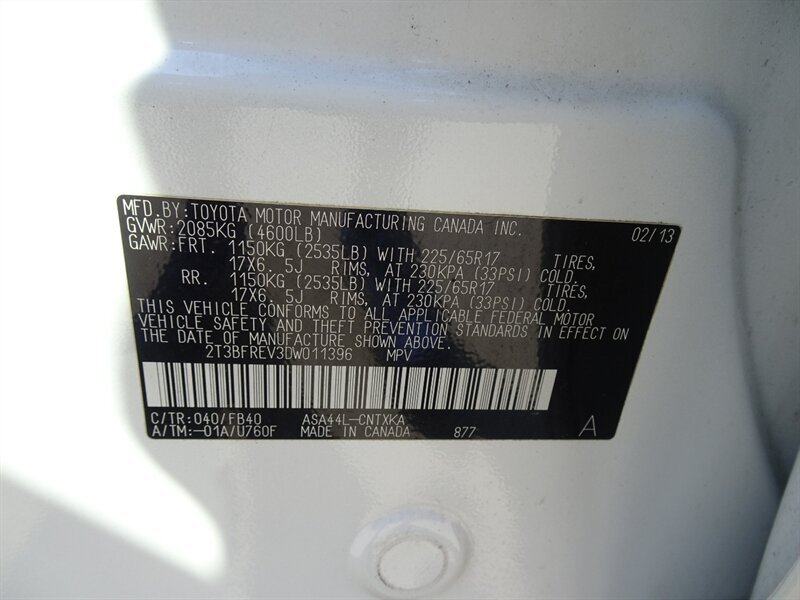 MFD.BY:TOYOTA MOTOR MANUFACTURING CANADA INC. 02/13
GVWR:2085KG (4600LB)
GAWR:FRT. 1150KG (2535LB) WITH 225/65R17 TIRES,
17X6. 5J RIMS, AT 230KPA (33PSI) COLD
RR. 1150KG (2535LB) WITH 225/65R17 TIRES,
17X6. 5J RIMS, AT 230KPA (33PSI) COLD
THIS VEHICLE CONFORMS TO ALL APPLICABLE FEDERAL MOTOR
VEHICLE SAFETY AND THEFT PREVENTION STANDARDS IN EFFECT ON
THE DATE OF MANUFACTURE SHOWN ABOVE.
2T3BFREV3DW011396 MPV
C/TR:040/FB40 ASA44L-CNTXKA
A/TM:-01A/U760F MADE IN CANADA 877 A